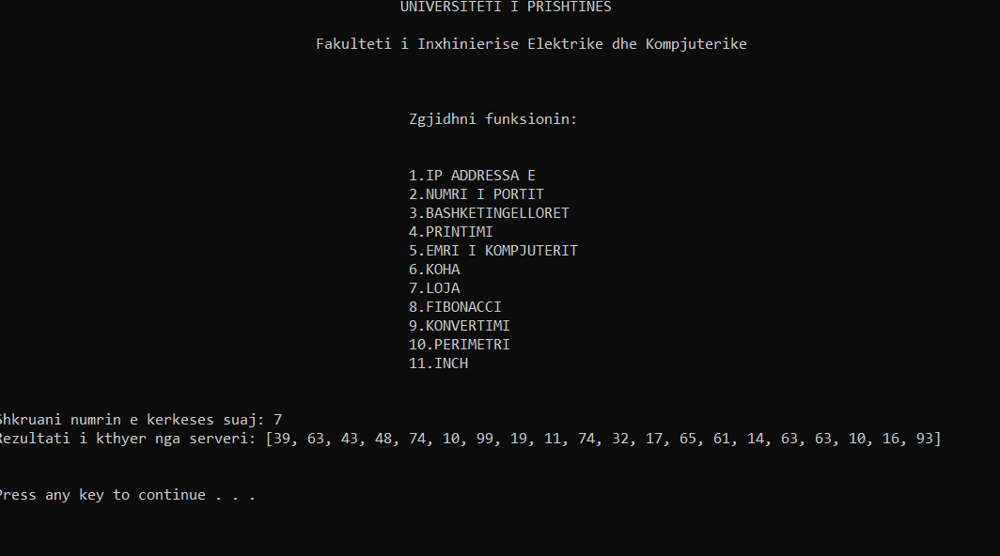 UNIVERSITETI I PRISHTINES
Fakulteti i Inxhinierise Elektrike dhe Kompjuterike
Zgjidhni funksionin:
1.IP ADDRESSA E
2.NUMRI I PORTIT
3.BASHKETINGELLORET
4.PRINTIMI
5.EMRI I KOMPJUTERIT
6.KOHA
7.LOJA
8.FIBONACCI
9.KONVERTIMI
10.PERIMETRI
11.INCH
Shkruani numrin e kerkeses suaj: 7
Rezultati i kthyer nga serveri: [39, 63, 43, 48, 74, 10, 99, 19, 11, 74, 32, 17, 65, 61, 14, 63, 63, 10, 16, 93]
Press any key to continue . . .